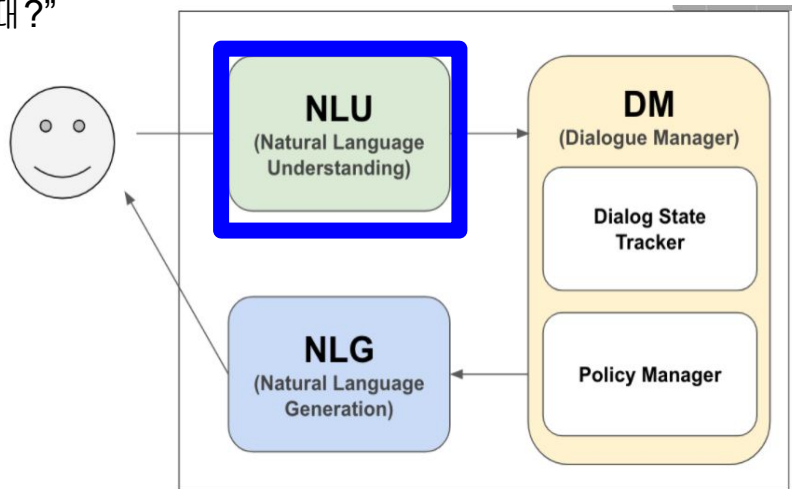 ?”
NLU
(Natural Language
Understanding)
DM
(Dialogue Manager)
Dialog State
Tracker
Policy Manager
NLG
(Natural Language
Generation)